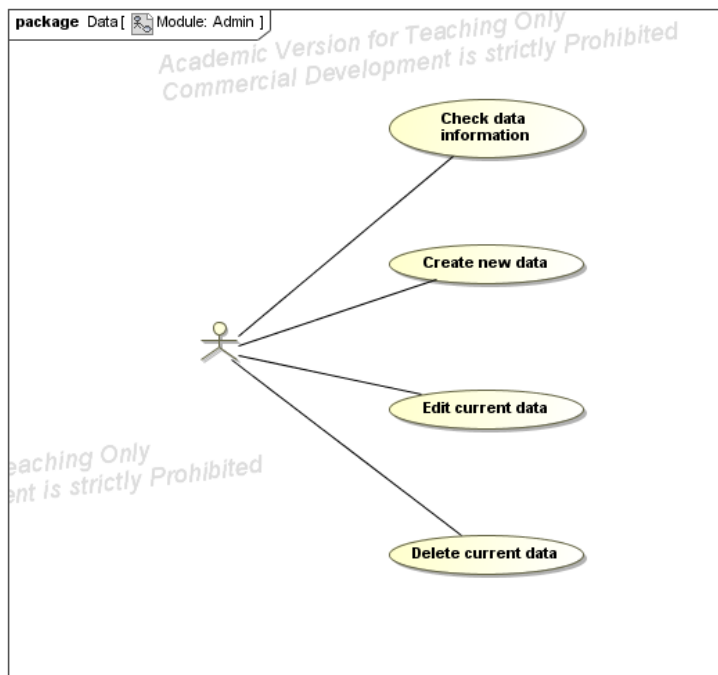 package Data [ Module: Admin ]
Academic Version for Teaching Only
Commercial Development is strictly Prohibited
Check data
information
Create new data
Edit current data
eaching Only
ent is strictly Prohibited
Delete current data